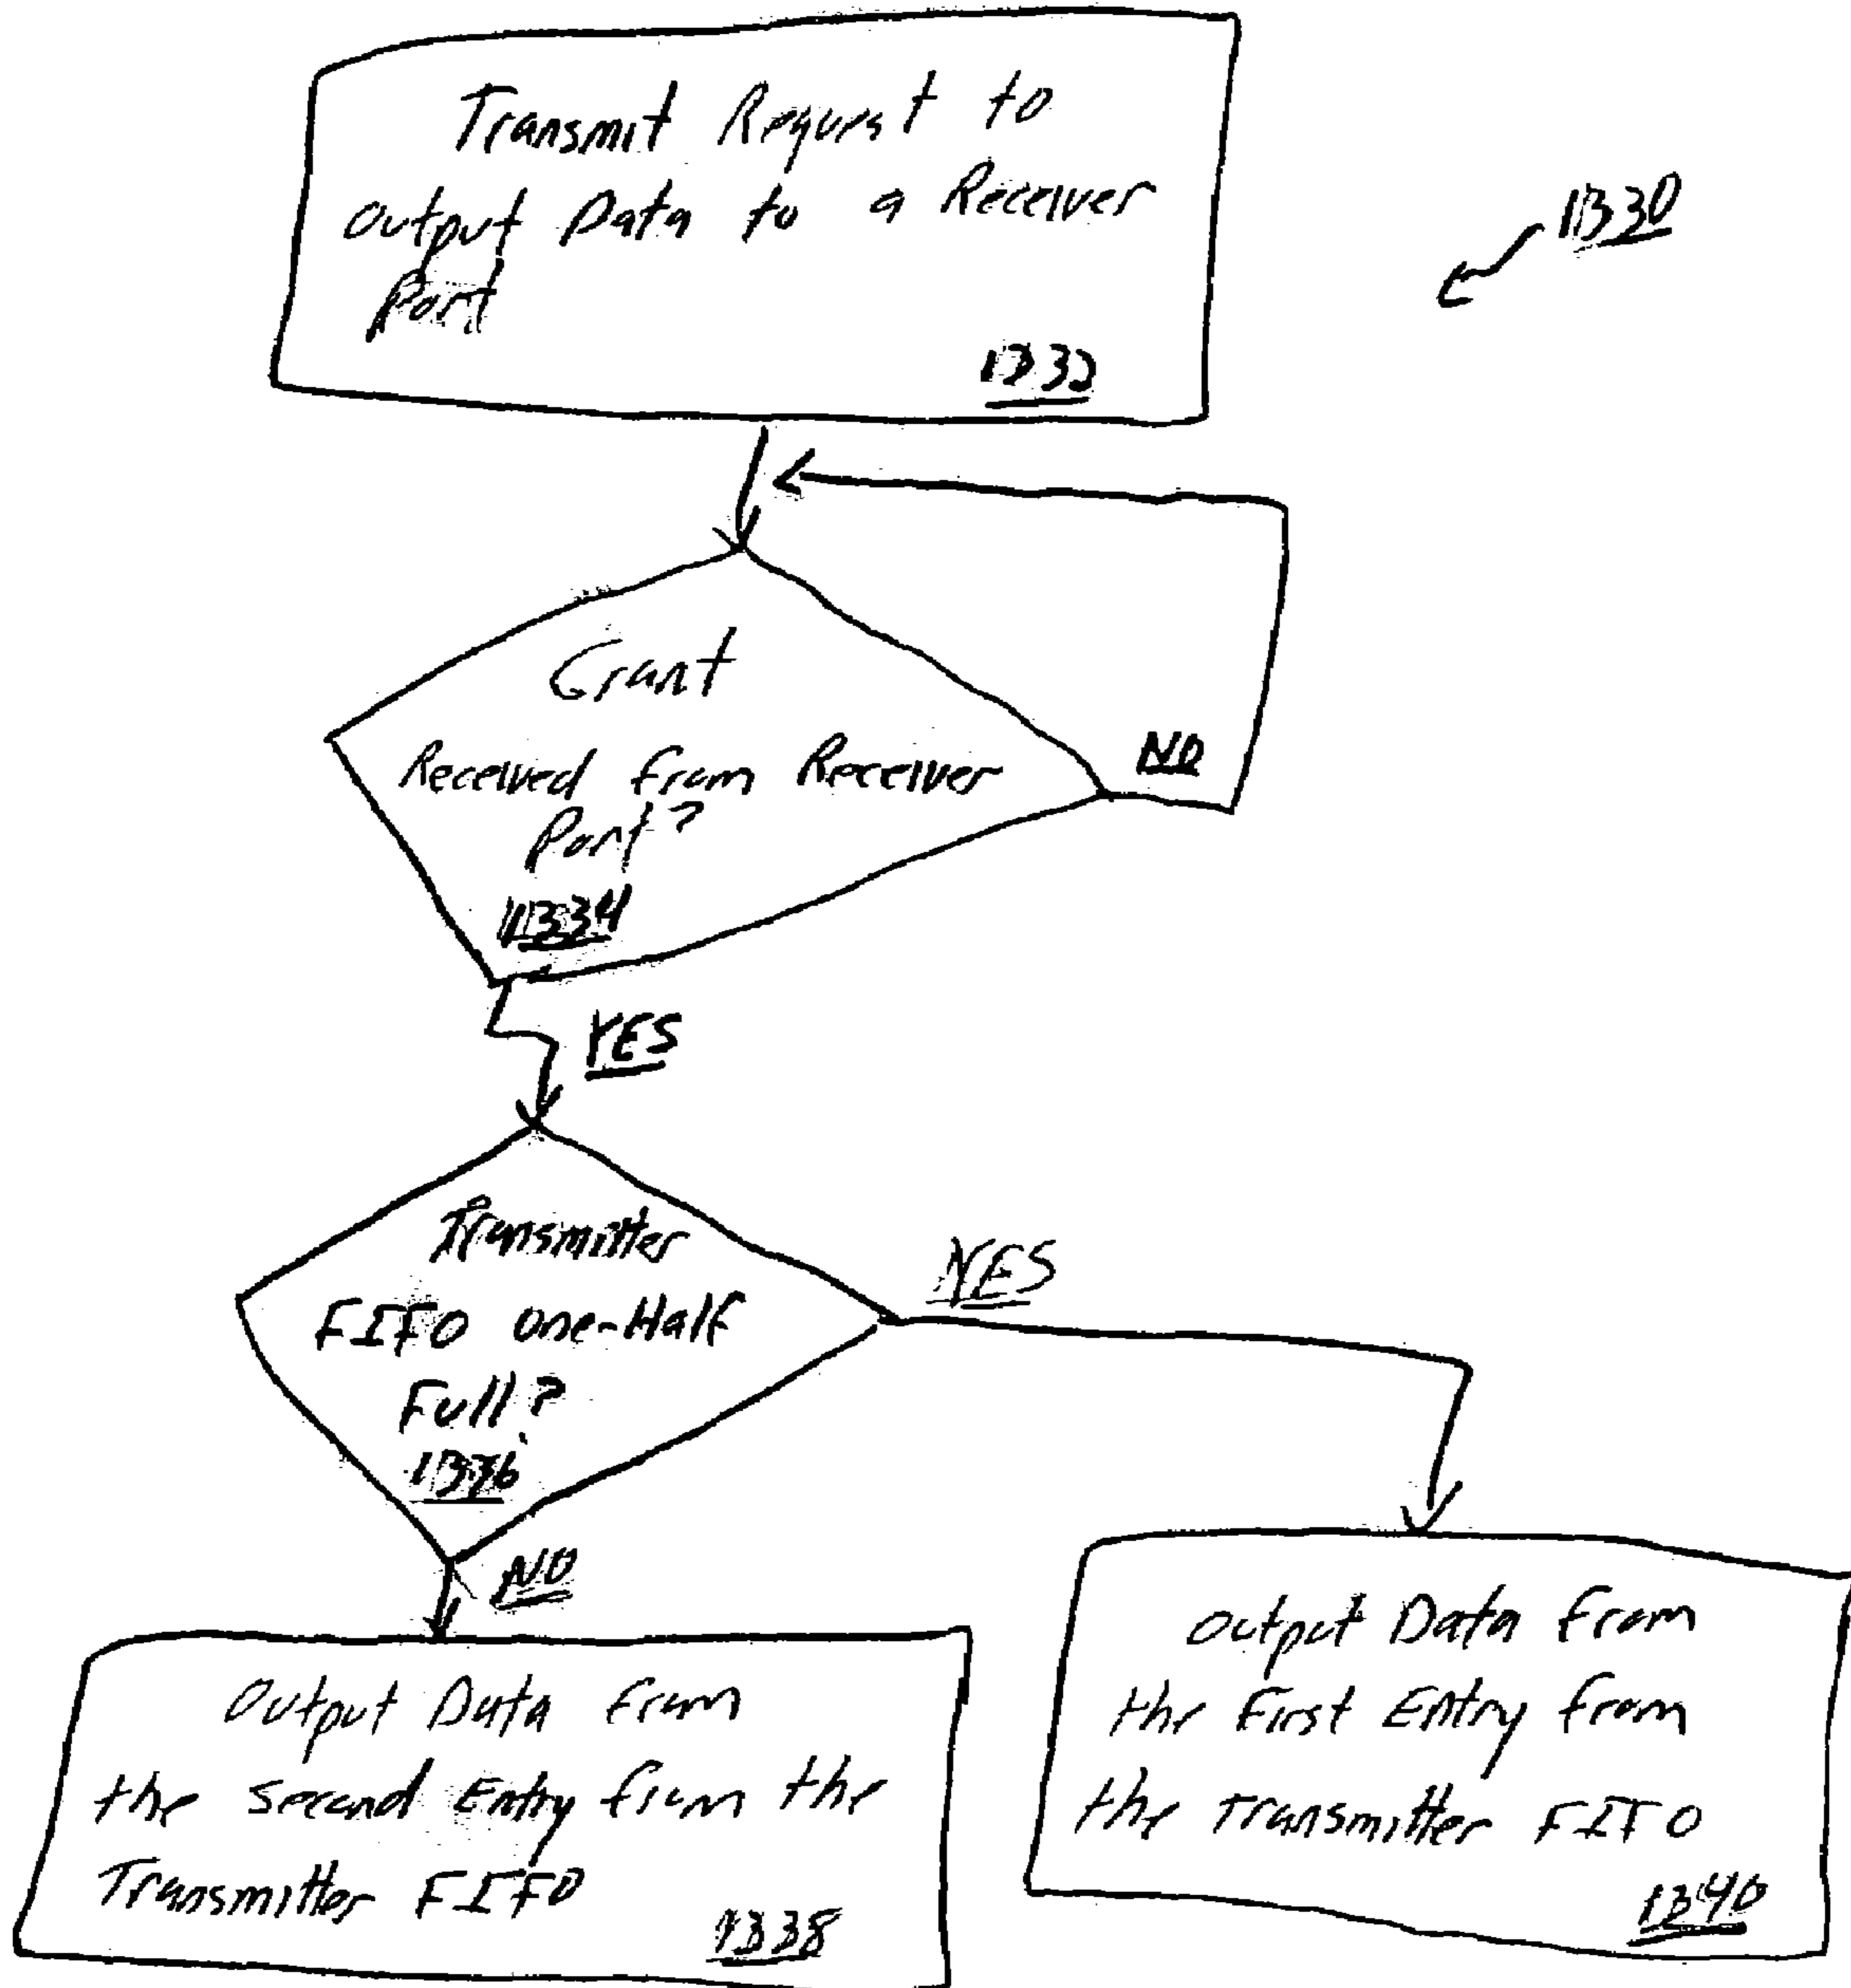 Transmit Request to
output Data to a Receiver
Port
1332
1330
Grant
Received from Receiver
Port?
1334
NO
YES
Transmitter
FIFO one-Half
Full?
1336
YES
NO
Output Data from
the second Entry from the
Transmitter FIFO
1338
Output Data from
the First Entry from
the Transmitter FIFO
1340